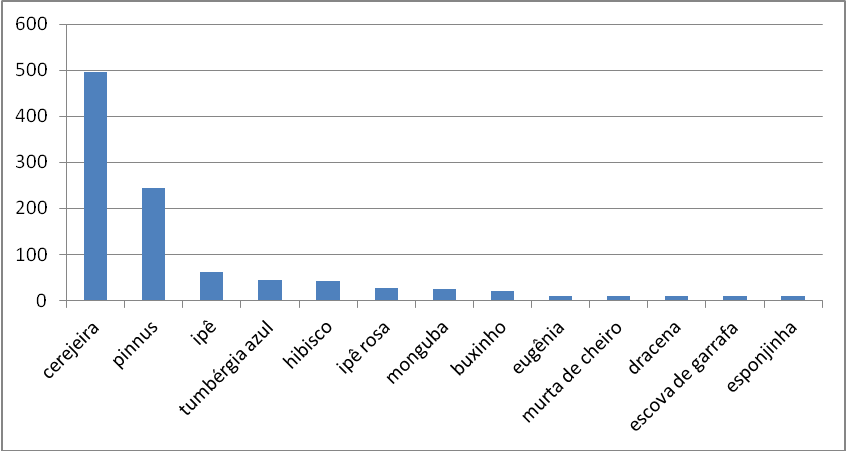 600
500
400
300
200
100
0
cerejeira
pinnus
ipê
tumbérgia azul
hibisco
ipê rosa
monguba
buxinho
eugênia
murta de cheiro
dracena
escova de garrafa
esponjinha